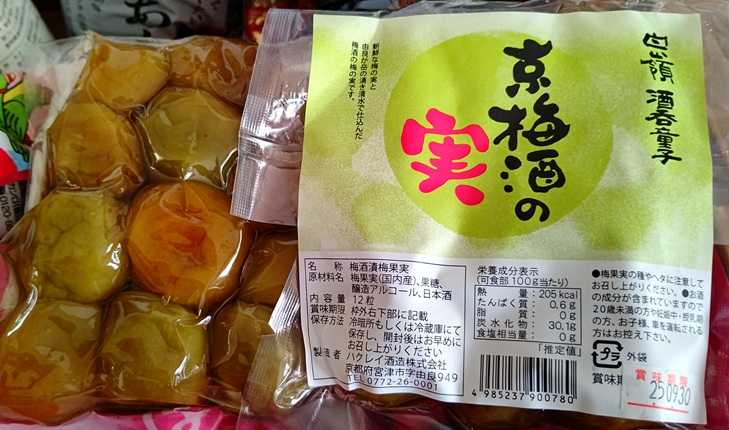 白嶺 酒呑童子
京梅酒の
実
新鮮な梅の実と
由良が岳の湧き清水で仕込んだ
梅酒の梅の実です。
名 称 梅酒漬梅果実
原材料名 梅果実(国内産)、果糖、
醸造アルコール、日本酒
内 容 量 12粒
賞味期限 枠外右下部に記載
保存方法 冷暗所もしくは冷蔵庫にて
保存し、開封後はお早めに
お召し上がりください
製造者 ハクレイ酒造株式会社
京都府宮津市字由良949
TEL 0772-26-0001
栄養成分表示
(可食部100g当たり)
熱 量: 205kcal
たんぱく質: 0.6g
脂 質: 0g
炭水化物: 30.1g
食塩相当量: 0g
「推定値」
4 985237 900780
●梅果実の種やヘタに注意して
お召し上がりください。●お酒
の成分が含まれていますので
20歳未満の方や妊娠中・授乳期
の方、お子様、車を運転される
方はお控え下さい。
プラ 外袋
賞味期
賞味期限
250930